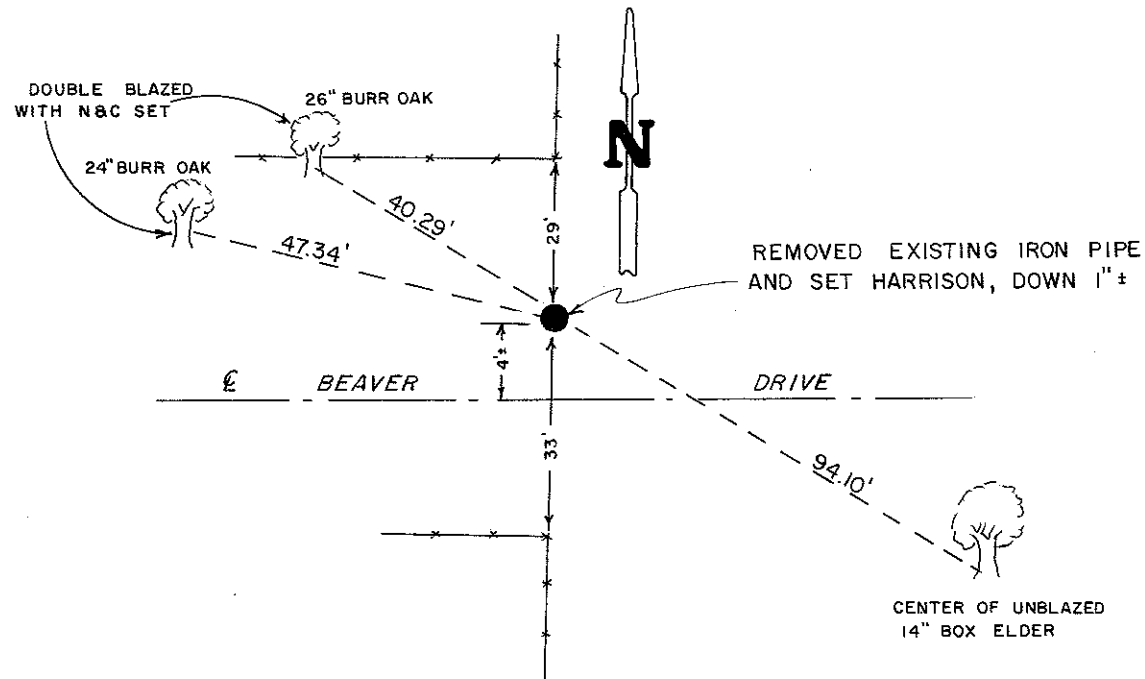 DOUBLE BLAZED
WITH N&C SET
26" BURR OAK
24" BURR OAK
N
40.29'
47.34'
29'
REMOVED EXISTING IRON PIPE
AND SET HARRISON, DOWN 1" ±
4'±
℄ BEAVER DRIVE
33'
94.10'
CENTER OF UNBLAZED
14" BOX ELDER